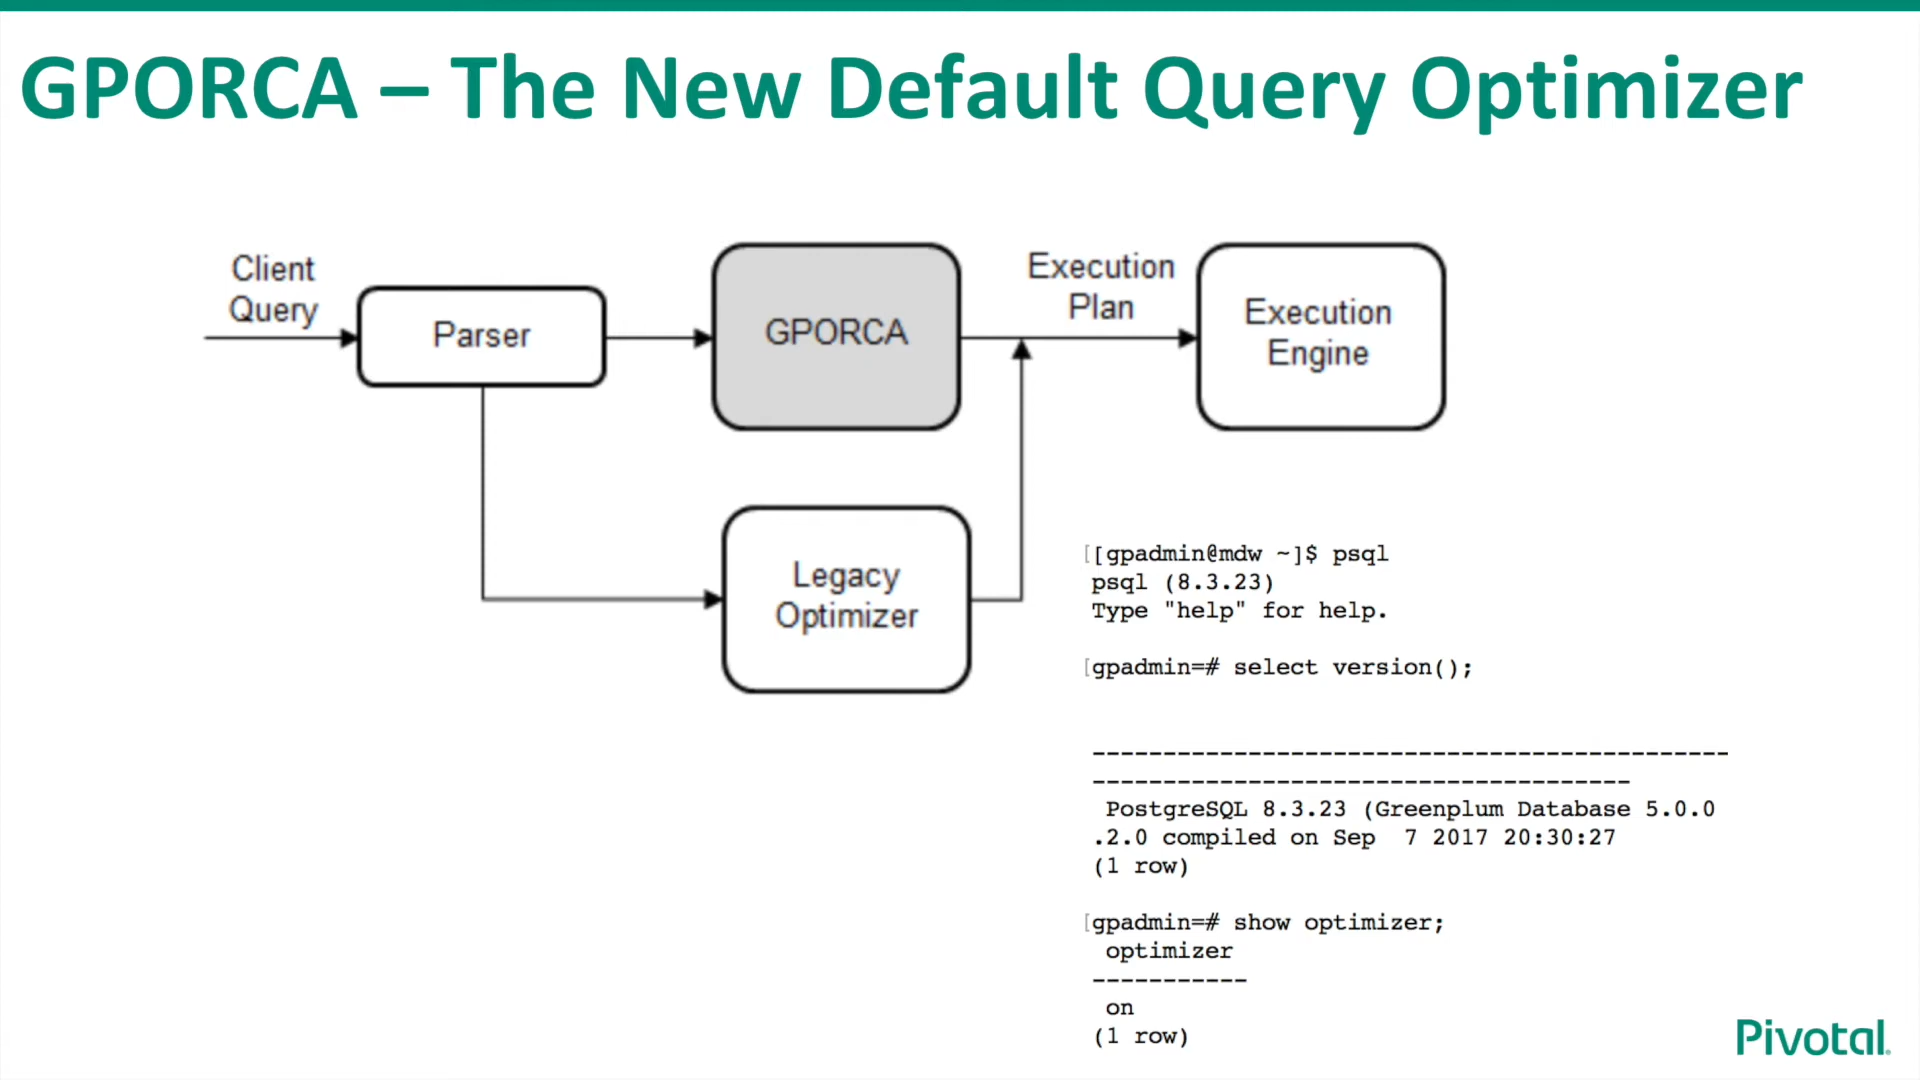 GPORCA – The New Default Query Optimizer
Client
Query
Parser
GPORCA
Execution
Plan
Execution
Engine
Legacy
Optimizer
[[gpadmin@mdw ~]$ psql
psql (8.3.23)
Type "help" for help.
[gpadmin=# select version();
---------------------------------------------
--------------------------------------
PostgreSQL 8.3.23 (Greenplum Database 5.0.0
.2.0 compiled on Sep  7 2017 20:30:27
(1 row)
[gpadmin=# show optimizer;
optimizer
-----------
on
(1 row)
Pivotal.